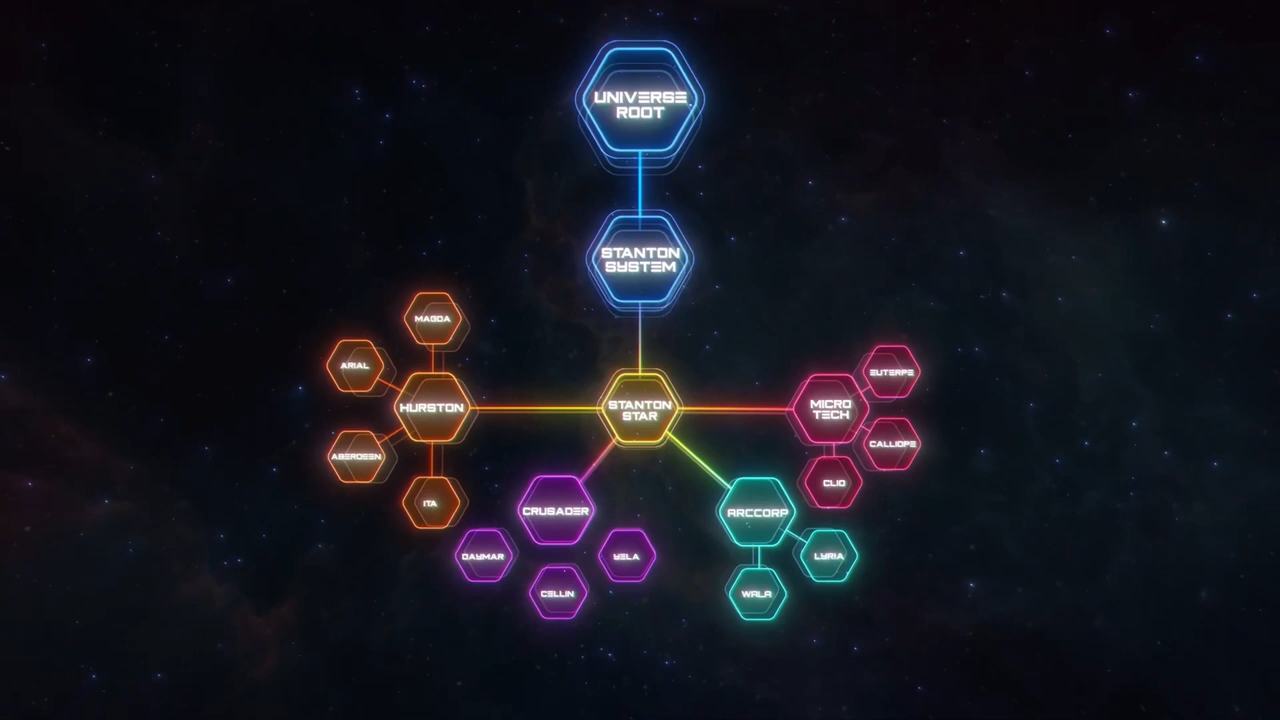 UNIVERSE
ROOT
STANTON
SYSTEM
MAGDA
ARIAL
HURSTON
ABERDEEN
ITA
STANTON
STAR
MICRO
TECH
EUTERPE
CALLIOPE
CLIO
CRUSADER
DAYMAR
YELA
CELLIN
ARCCORP
LYRIA
WALA